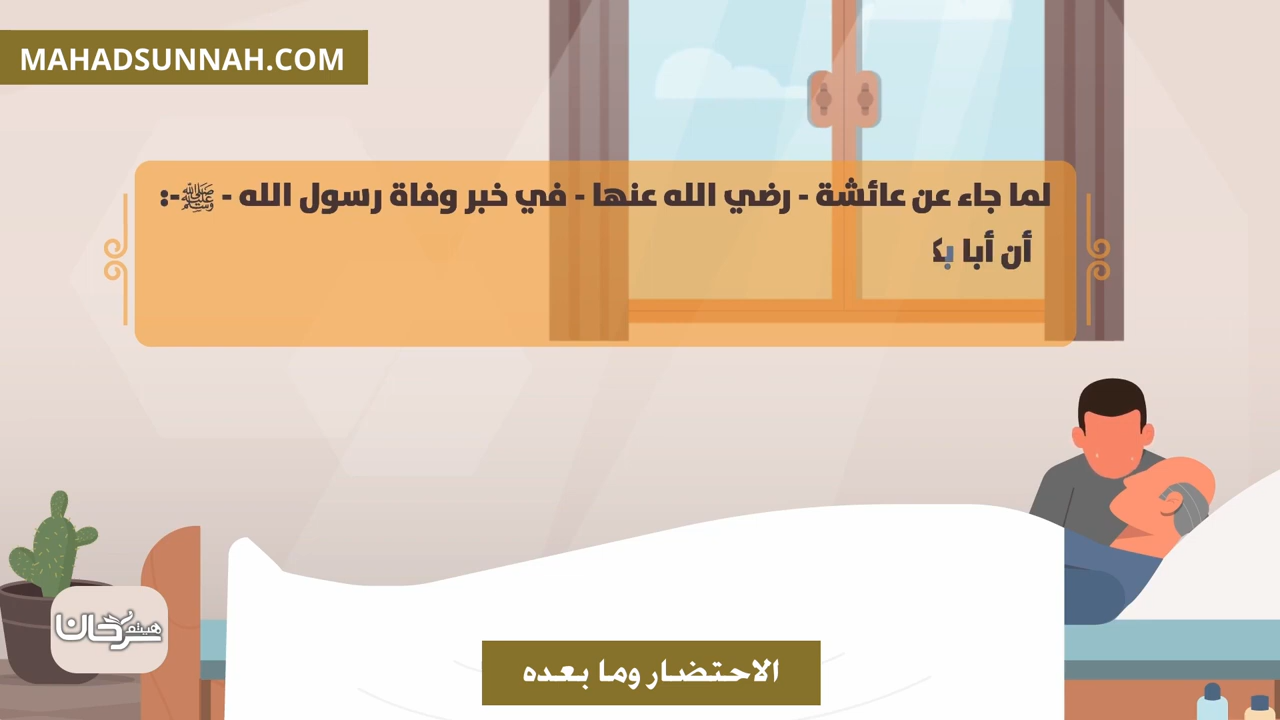 MAHADSUNNAH.COM
لما جاء عن عائشة - رضي الله عنها - في خبر وفاة رسول الله - ﷺ -:
أن أبا
هيثم سرحان
الاحتضار وما بعده